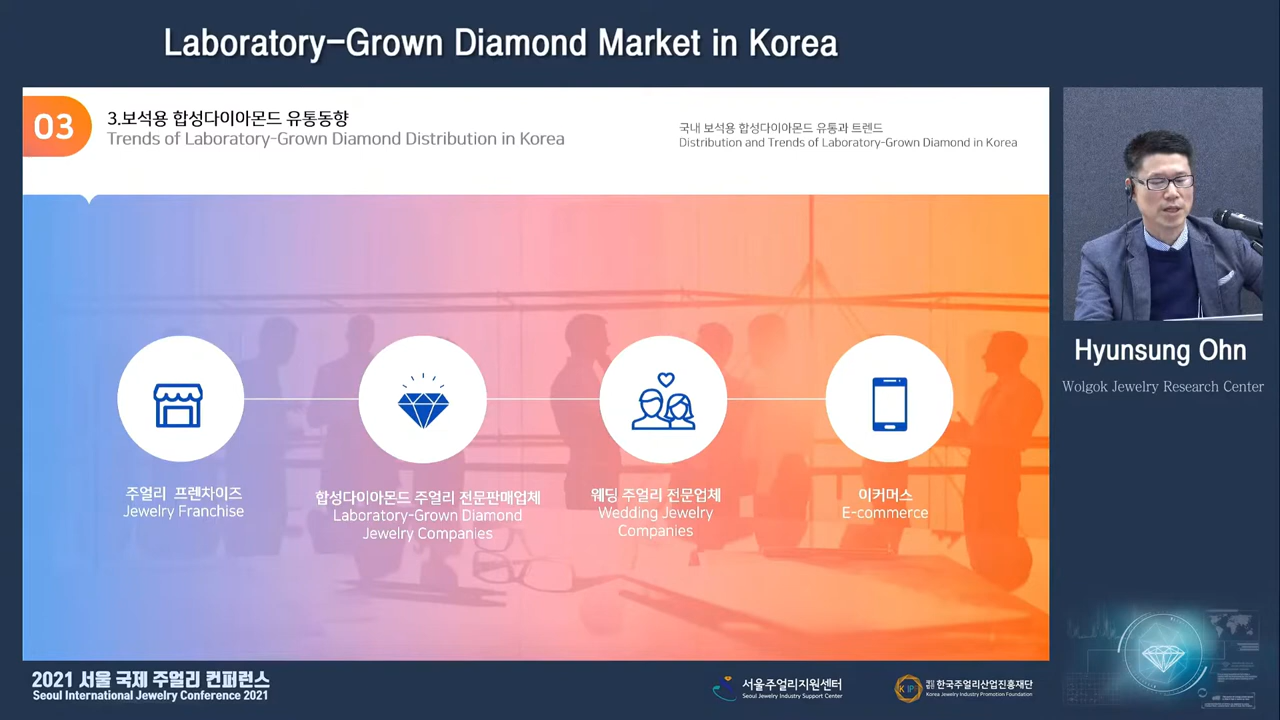 Laboratory-Grown Diamond Market in Korea
03
3.보석용 합성다이아몬드 유통동향
Trends of Laboratory-Grown Diamond Distribution in Korea
국내 보석용 합성다이아몬드 유통과 트렌드
Distribution and Trends of Laboratory-Grown Diamond in Korea
주얼리 프렌차이즈
Jewelry Franchise
합성다이아몬드 주얼리 전문판매업체
Laboratory-Grown Diamond
Jewelry Companies
웨딩 주얼리 전문업체
Wedding Jewelry
Companies
이커머스
E-commerce
Hyunsung Ohn
Wolgok Jewelry Research Center
2021 서울 국제 주얼리 컨퍼런스
Seoul International Jewelry Conference 2021
서울주얼리지원센터
Seoul Jewelry Industry Support Center
재단법인 한국주얼리산업진흥재단
Korea Jewelry Industry Promotion Foundation